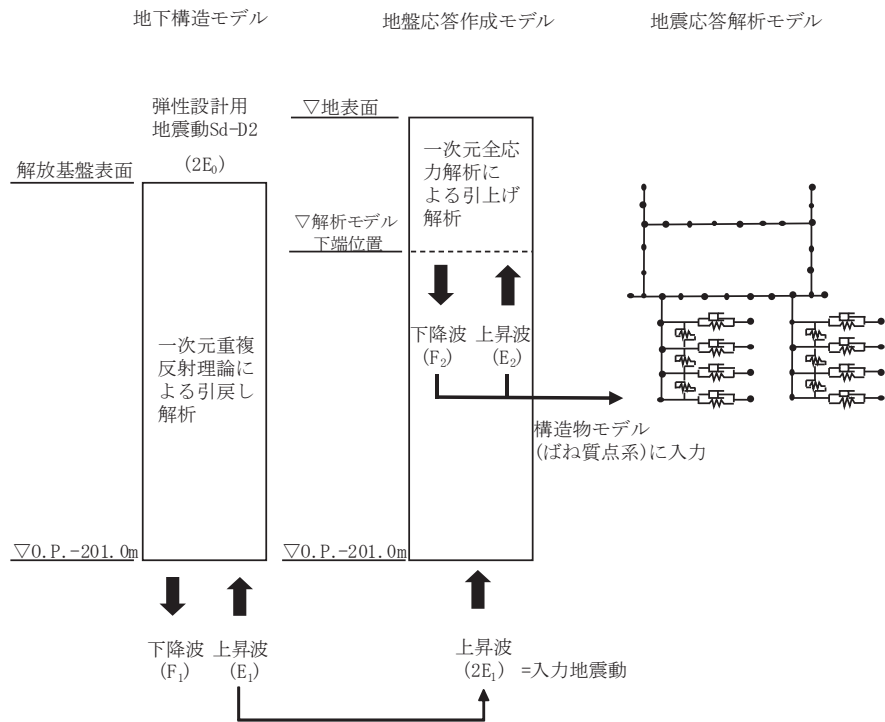 地下構造モデル
地盤応答作成モデル
地震応答解析モデル
弾性設計用
地震動Sd-D2
(2E₀)
解放基盤表面
一次元重複
反射理論に
よる引戻し
解析
▽O.P.-201.0m
下降波
(F₁)
上昇波
(E₁)
▽地表面
一次元全応
力解析に
よる引上げ
解析
▽解析モデル
下端位置
下降波
(F₂)
上昇波
(E₂)
構造物モデル
(ばね質点系)に入力
▽O.P.-201.0m
上昇波
(2E₁) =入力地震動